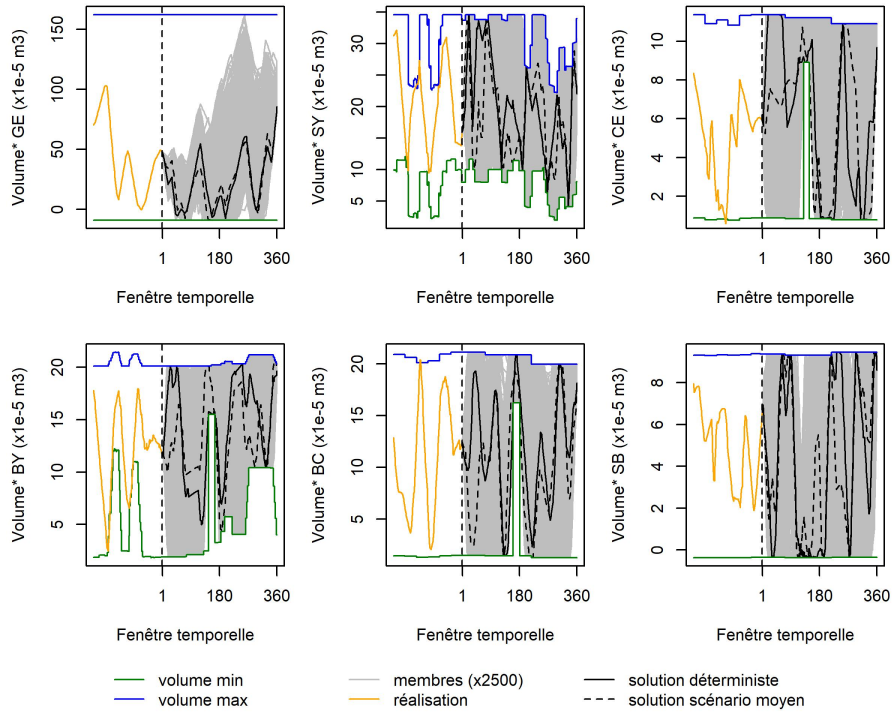 Volume* GE (x1e-5 m3)
0
50
100
150
1
180
360
Fenêtre temporelle
Volume* SY (x1e-5 m3)
5
10
20
30
1
180
360
Fenêtre temporelle
Volume* CE (x1e-5 m3)
2
4
6
8
10
1
180
360
Fenêtre temporelle
Volume* BY (x1e-5 m3)
5
10
15
20
1
180
360
Fenêtre temporelle
Volume* BC (x1e-5 m3)
5
10
15
20
1
180
360
Fenêtre temporelle
Volume* SB (x1e-5 m3)
0
2
4
6
8
1
180
360
Fenêtre temporelle
volume min
volume max
membres (x2500)
réalisation
solution déterministe
solution scénario moyen